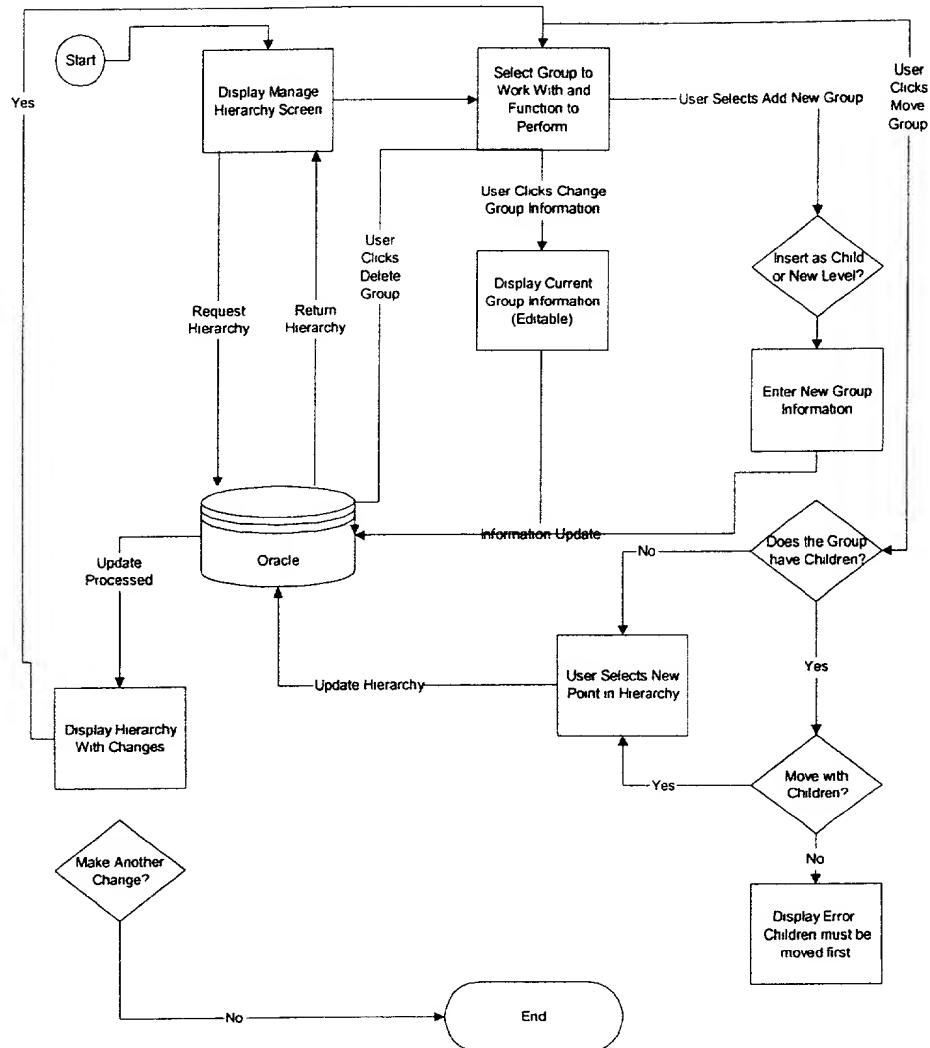 Start
Display Manage
Hierarchy Screen
Select Group to
Work With and
Function to
Perform
User Selects Add New Group
User
Clicks
Move
Group
Yes
User Clicks Change
Group Information
User
Clicks
Delete
Group
Insert as Child
or New Level?
Request
Hierarchy
Return
Hierarchy
Display Current
Group Information
(Editable)
Enter New Group
Information
Information Update
Oracle
Update
Processed
No
Does the Group
have Children?
Yes
User Selects New
Point in Hierarchy
Update Hierarchy
Display Hierarchy
With Changes
Yes
Move with
Children?
No
Make Another
Change?
Display Error
Children must be
moved first
No
End